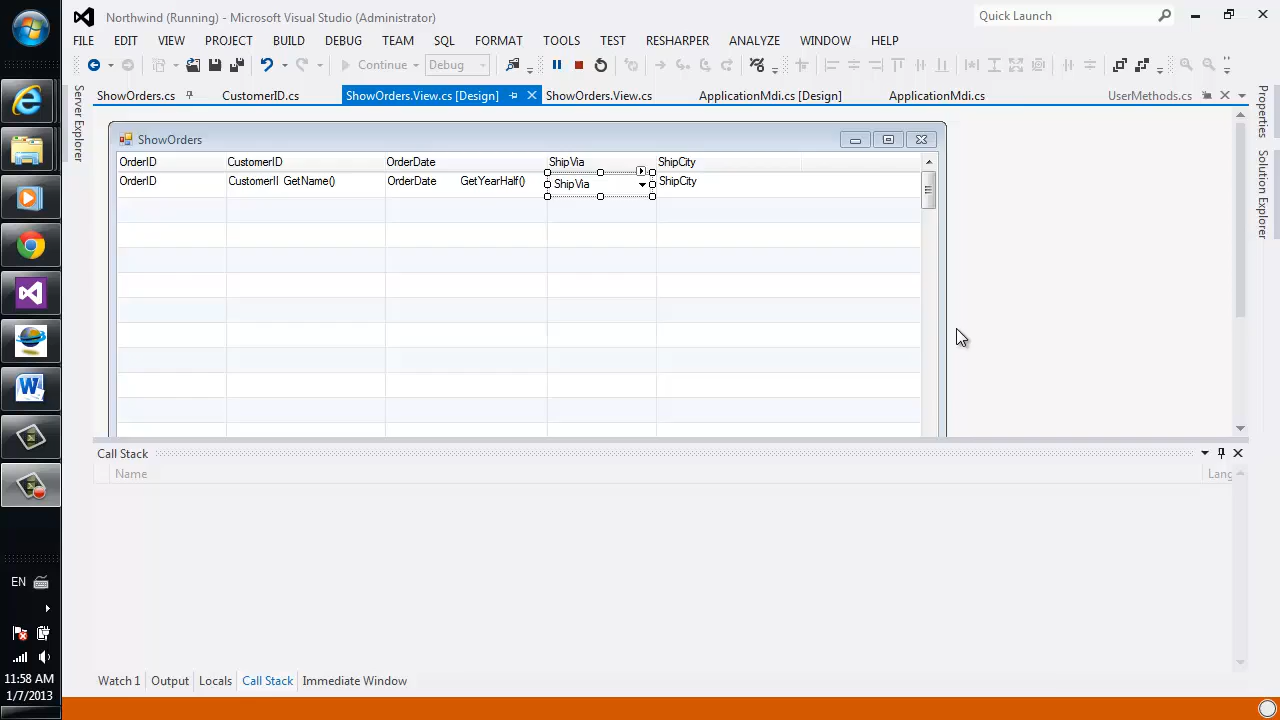 Northwind (Running) - Microsoft Visual Studio (Administrator)
Quick Launch
FILE EDIT VIEW PROJECT BUILD DEBUG TEAM SQL FORMAT TOOLS TEST RESHARPER ANALYZE WINDOW HELP
Continue Debug
ShowOrders.cs CustomerID.cs ShowOrders.View.cs [Design] ShowOrders.View.cs ApplicationMdi.cs [Design] ApplicationMdi.cs UserMethods.cs
Server Explorer
Properties
Solution Explorer
ShowOrders
OrderID CustomerID OrderDate ShipVia ShipCity
OrderID CustomerII GetName() OrderDate GetYearHalf() ShipVia ShipCity
Call Stack
Name Lang
EN
11:58 AM
1/7/2013
Watch 1 Output Locals Call Stack Immediate Window